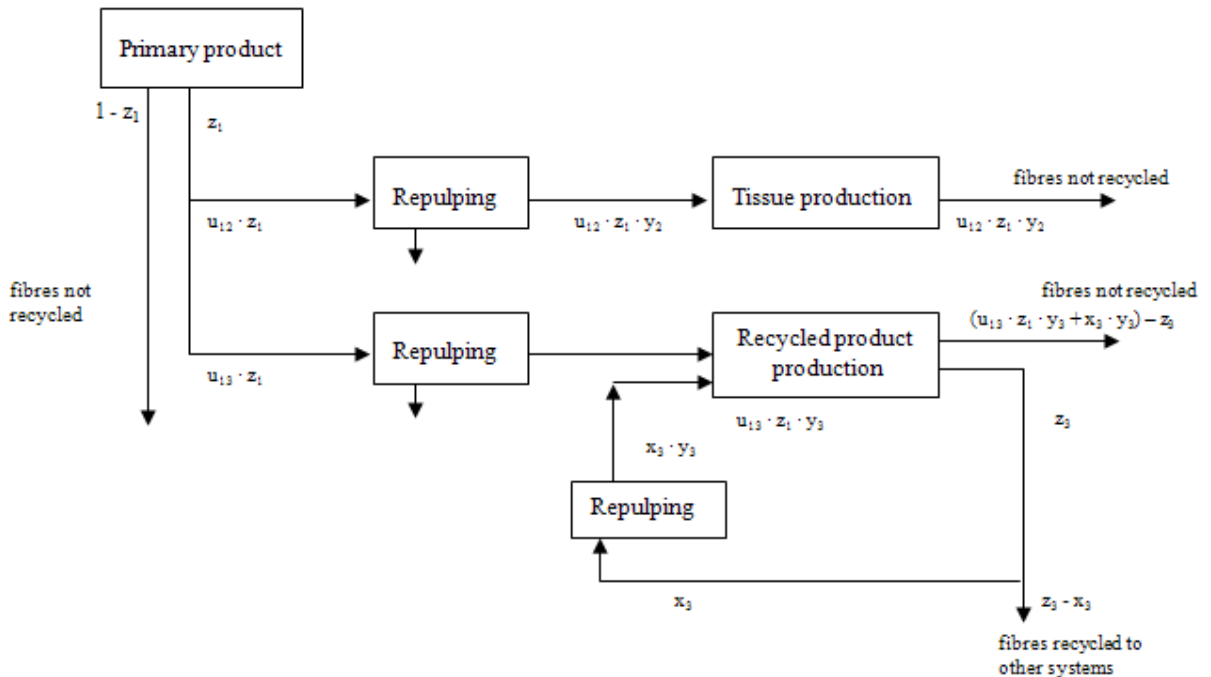 Primary product
1 - z₁
z₁
Repulping
Tissue production
fibres not recycled
u₁₂ · z₁
u₁₂ · z₁ · y₂
u₁₂ · z₁ · y₂
fibres not
recycled
fibres not recycled
(u₁₃ · z₁ · y₃ + x₃ · y₃) – z₃
Repulping
Recycled product
production
u₁₃ · z₁
u₁₃ · z₁ · y₃
z₃
x₃ · y₃
Repulping
x₃
z₃ - x₃
fibres recycled to
other systems